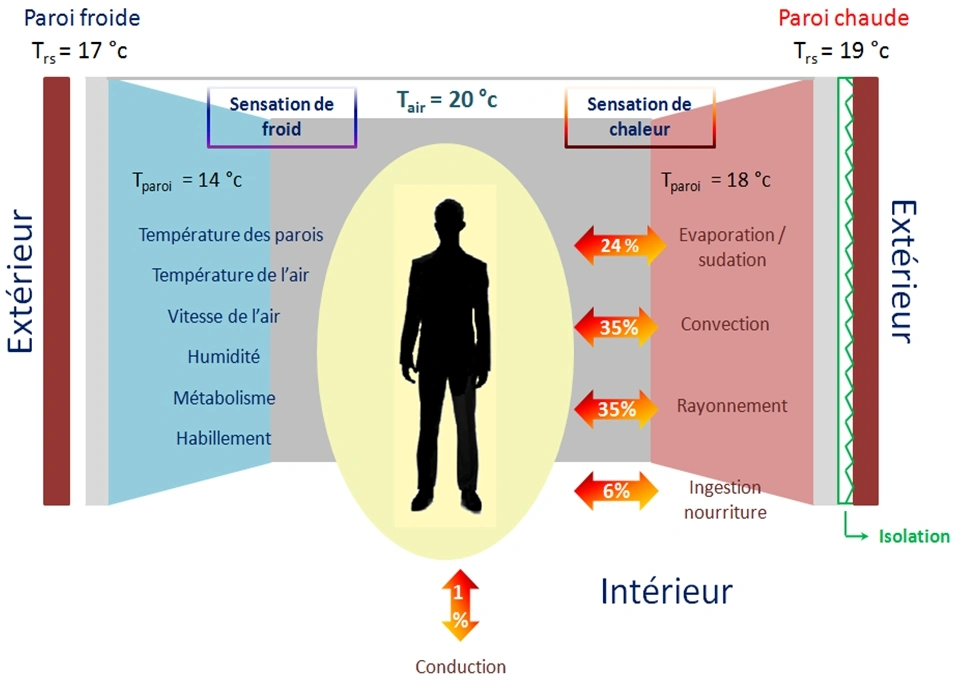 Paroi froide
Trs = 17 °c
Paroi chaude
Trs = 19 °c
Sensation de
froid
Tair = 20 °c
Sensation de
chaleur
Tparoi = 14 °c
Tparoi = 18 °c
Extérieur
Extérieur
Température des parois
Température de l’air
Vitesse de l’air
Humidité
Métabolisme
Habillement
24 %
Evaporation /
sudation
35%
Convection
35%
Rayonnement
6%
Ingestion
nourriture
Isolation
Intérieur
1
%
Conduction